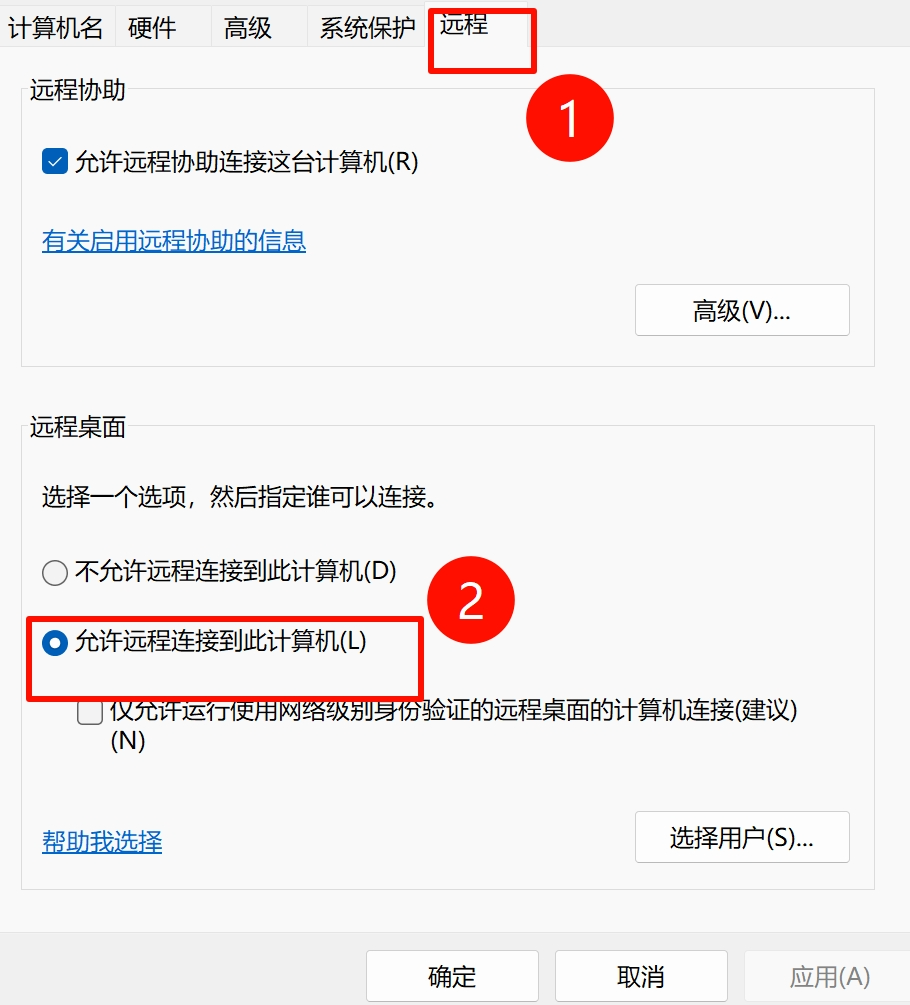 计算机名 硬件 高级 系统保护 远程
1
远程协助
允许远程协助连接这台计算机(R)
有关启用远程协助的信息
高级(V)...
远程桌面
选择一个选项，然后指定谁可以连接。
不允许远程连接到此计算机(D)
2
允许远程连接到此计算机(L)
仅允许运行使用网络级别身份验证的远程桌面的计算机连接(建议)
(N)
帮助我选择
选择用户(S)...
确定 取消 应用(A)